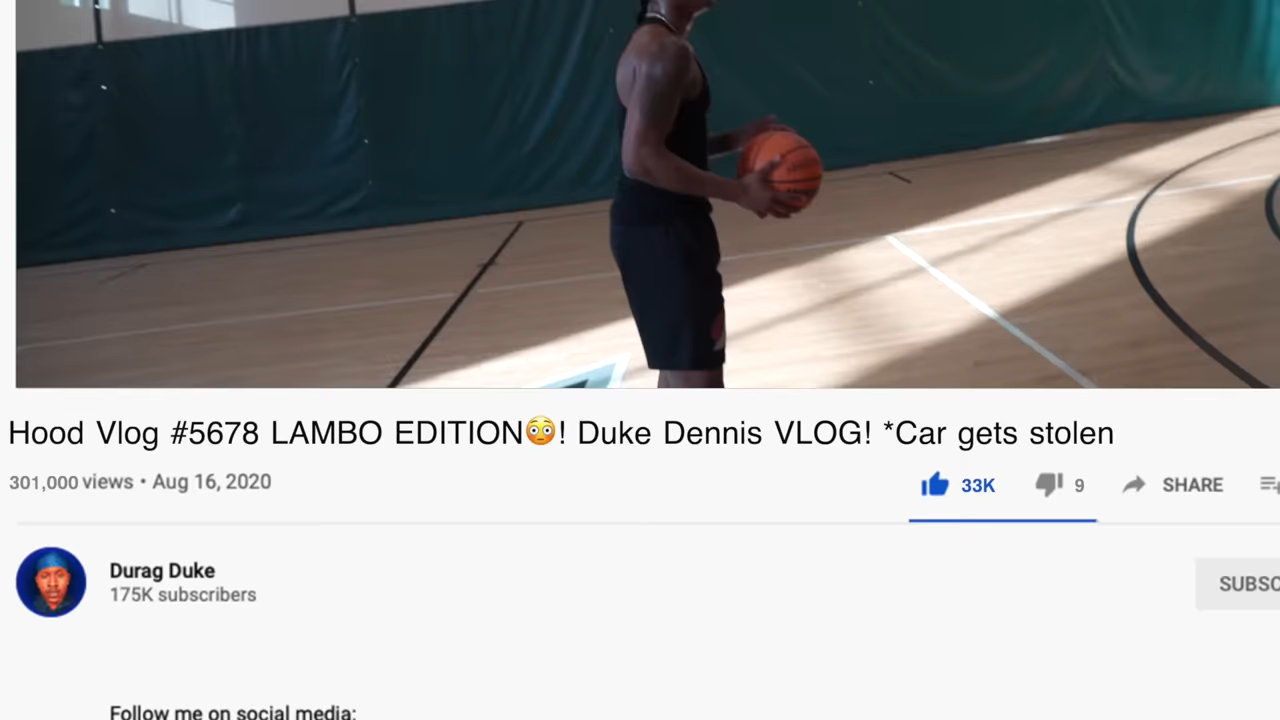 Hood Vlog #5678 LAMBO EDITION😳! Duke Dennis VLOG! *Car gets stolen
301,000 views • Aug 16, 2020
33K 9 SHARE
Durag Duke
175K subscribers
SUBSC
Follow me on social media: